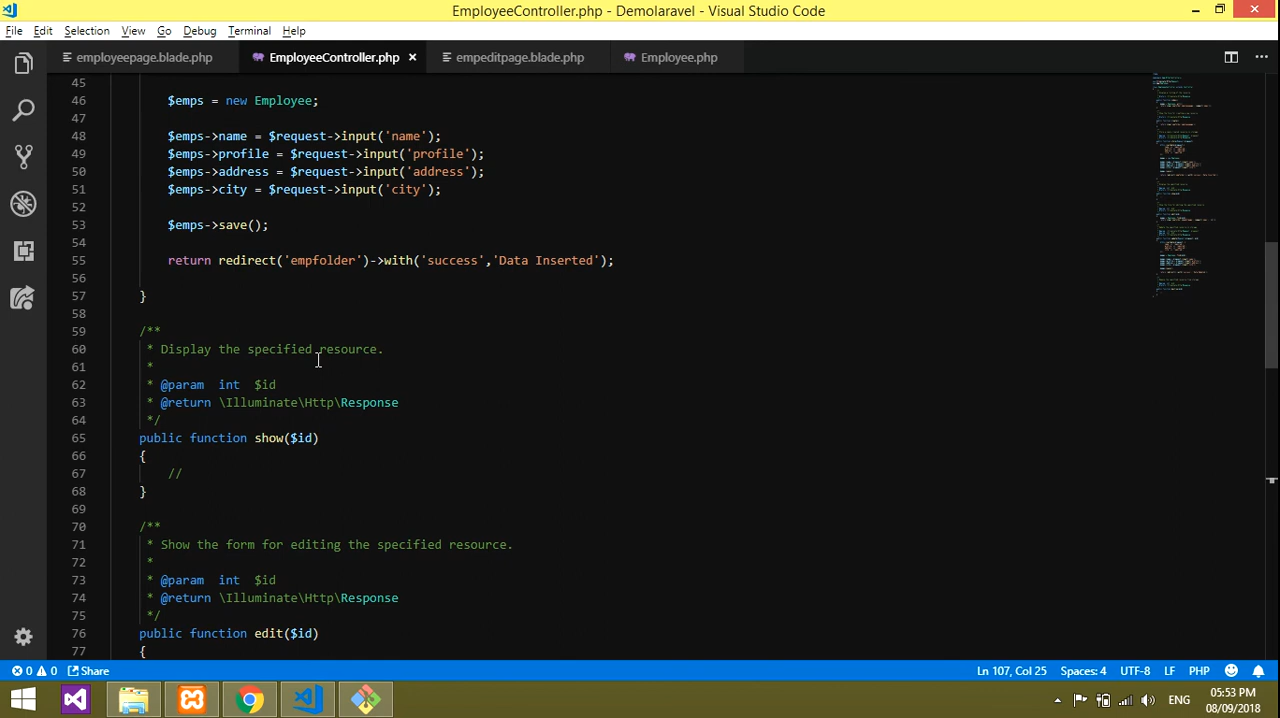 EmployeeController.php - Demolaravel - Visual Studio Code
File Edit Selection View Go Debug Terminal Help
employeepage.blade.php EmployeeController.php × empeditpage.blade.php Employee.php
45
46 $emps = new Employee;
47
48 $emps->name = $request->input('name');
49 $emps->profile = $request->input('profile');
50 $emps->address = $request->input('address');
51 $emps->city = $request->input('city');
52
53 $emps->save();
54
55 return redirect('empfolder')->with('success','Data Inserted');
56
57 }
58
59 /**
60 * Display the specified resource.
61 *
62 * @param int $id
63 * @return \Illuminate\Http\Response
64 */
65 public function show($id)
66 {
67 //
68 }
69
70 /**
71 * Show the form for editing the specified resource.
72 *
73 * @param int $id
74 * @return \Illuminate\Http\Response
75 */
76 public function edit($id)
77 {
0 0 Share Ln 107, Col 25 Spaces: 4 UTF-8 LF PHP
ENG 05:53 PM
08/09/2018